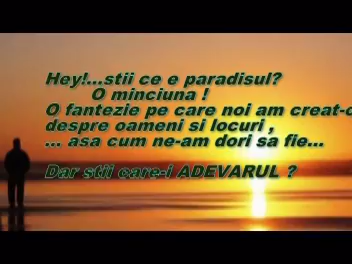 Hey!...stii ce e paradisul?
O minciuna !
O fantezie pe care noi am creat-o
despre oameni si locuri ,
... asa cum ne-am dori sa fie...
Dar stii care-i ADEVARUL ?